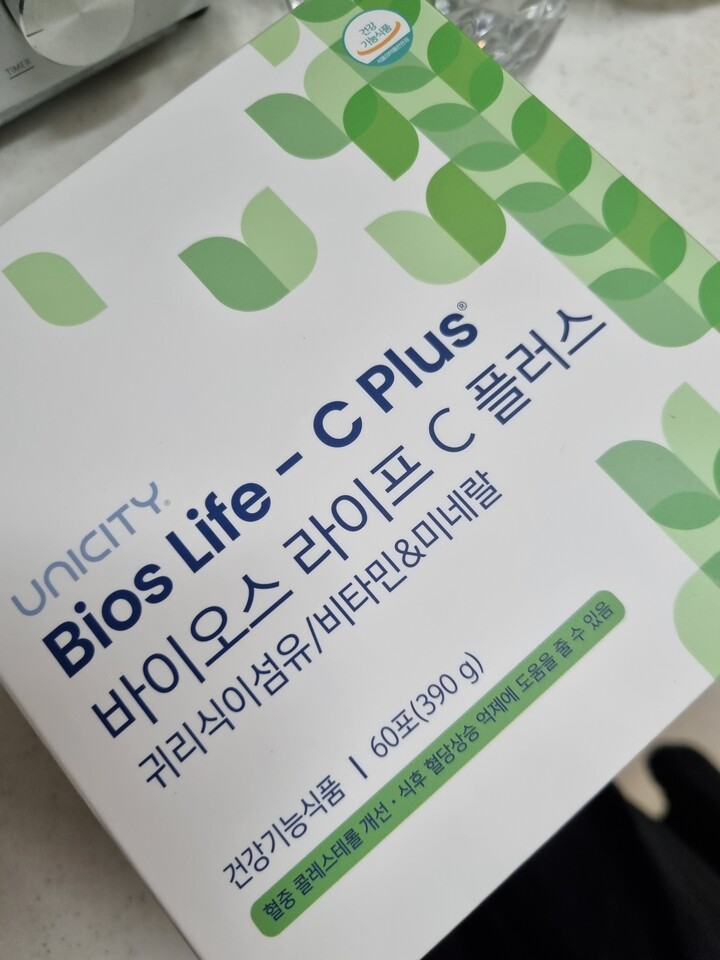 TIMER
건강
기능식품
UNICITY®
Bios Life - C Plus®
바이오스 라이프 C 플러스
귀리식이섬유/비타민&미네랄
건강기능식품 | 60포(390 g)
혈중 콜레스테롤 개선 · 식후 혈당상승 억제에 도움을 줄 수 있음